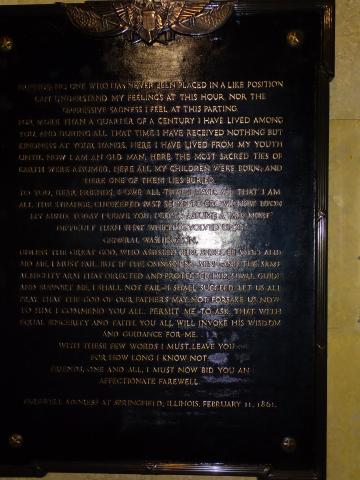 FRIENDS, NO ONE WHO HAS NEVER BEEN PLACED IN A LIKE POSITION
CAN UNDERSTAND MY FEELINGS AT THIS HOUR NOR THE
OPPRESSIVE SADNESS I FEEL AT THIS PARTING.
FOR MORE THAN A QUARTER OF A CENTURY I HAVE LIVED AMONG
YOU, AND DURING ALL THAT TIME I HAVE RECEIVED NOTHING BUT
KINDNESS AT YOUR HANDS. HERE I HAVE LIVED FROM MY YOUTH
UNTIL NOW I AM AN OLD MAN. HERE THE MOST SACRED TIES OF
EARTH WERE ASSUMED. HERE ALL MY CHILDREN WERE BORN; AND
HERE ONE OF THEM LIES BURIED.
TO YOU, DEAR FRIENDS, I OWE ALL THAT I HAVE, ALL THAT I AM.
ALL THE STRANGE, CHECKERED PAST SEEMS TO CROWD NOW UPON
MY MIND. TODAY I LEAVE YOU. I GO TO ASSUME A TASK MORE
DIFFICULT THAN THAT WHICH DEVOLVED UPON
GENERAL WASHINGTON.
UNLESS THE GREAT GOD, WHO ASSISTED HIM, SHALL BE WITH AND
AID ME, I MUST FAIL. BUT IF THE OMNISCIENT MIND AND THE SAME
ALMIGHTY ARM THAT DIRECTED AND PROTECTED HIM SHALL GUIDE
AND SUPPORT ME, I SHALL NOT FAIL—I SHALL SUCCEED. LET US ALL
PRAY THAT THE GOD OF OUR FATHERS MAY NOT FORSAKE US NOW.
TO HIM I COMMEND YOU ALL. PERMIT ME TO ASK, THAT WITH
EQUAL SINCERITY AND FAITH, YOU ALL WILL INVOKE HIS WISDOM
AND GUIDANCE FOR ME.
WITH THESE FEW WORDS I MUST LEAVE YOU—
FOR HOW LONG I KNOW NOT.
FRIENDS, ONE AND ALL, I MUST NOW BID YOU AN
AFFECTIONATE FAREWELL.
FAREWELL ADDRESS AT SPRINGFIELD, ILLINOIS, FEBRUARY 11, 1861.